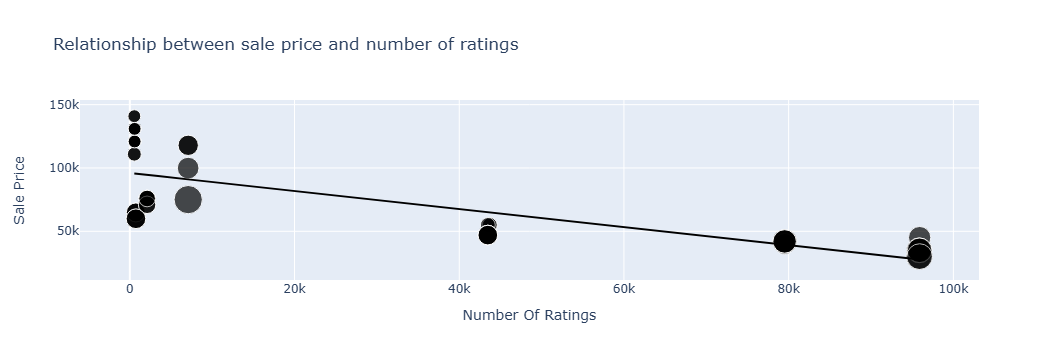 Relationship between sale price and number of ratings
150k
100k
50k
Sale Price
0 20k 40k 60k 80k 100k
Number Of Ratings